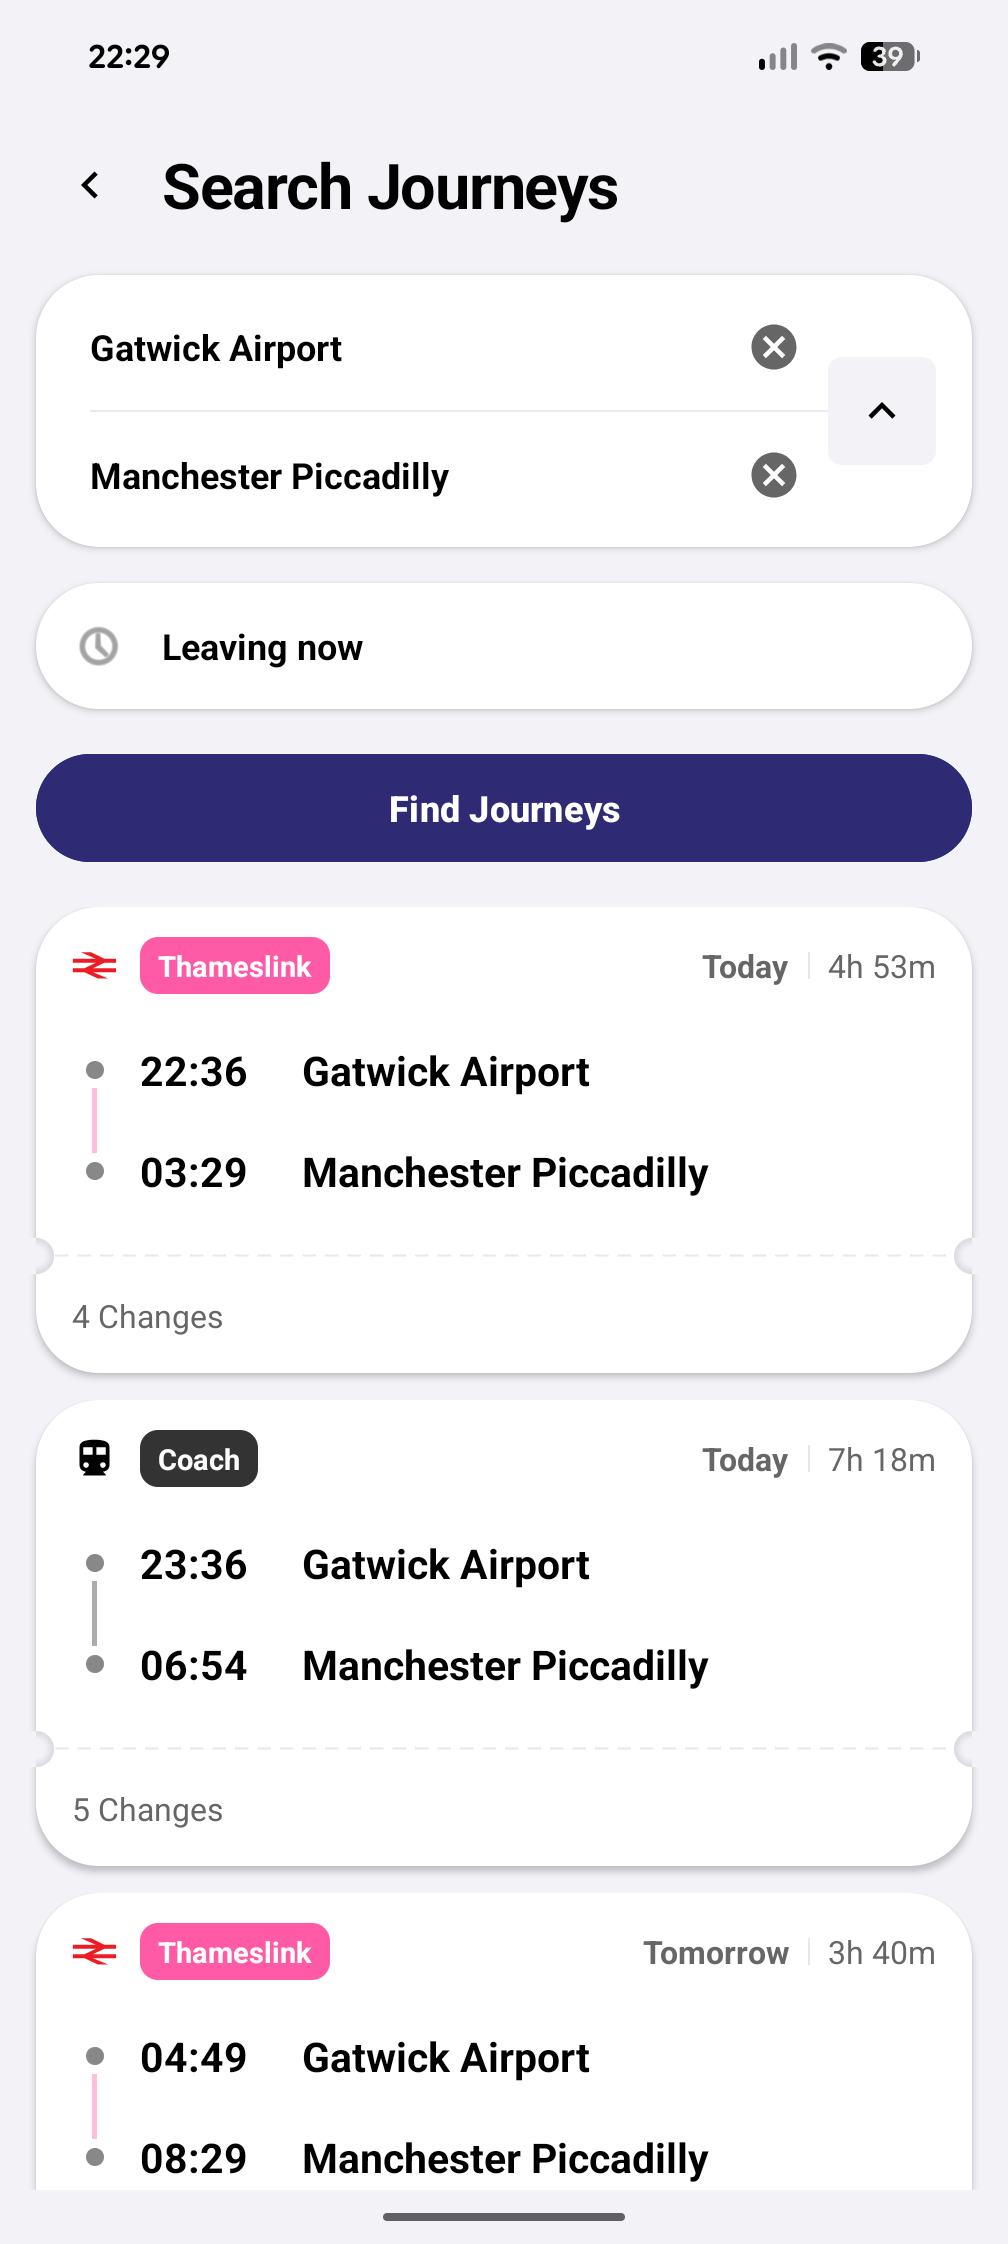 22:29
39
Search Journeys
Gatwick Airport
Manchester Piccadilly
Leaving now
Find Journeys
Thameslink Today 4h 53m
22:36 Gatwick Airport
03:29 Manchester Piccadilly
4 Changes
Coach Today 7h 18m
23:36 Gatwick Airport
06:54 Manchester Piccadilly
5 Changes
Thameslink Tomorrow 3h 40m
04:49 Gatwick Airport
08:29 Manchester Piccadilly